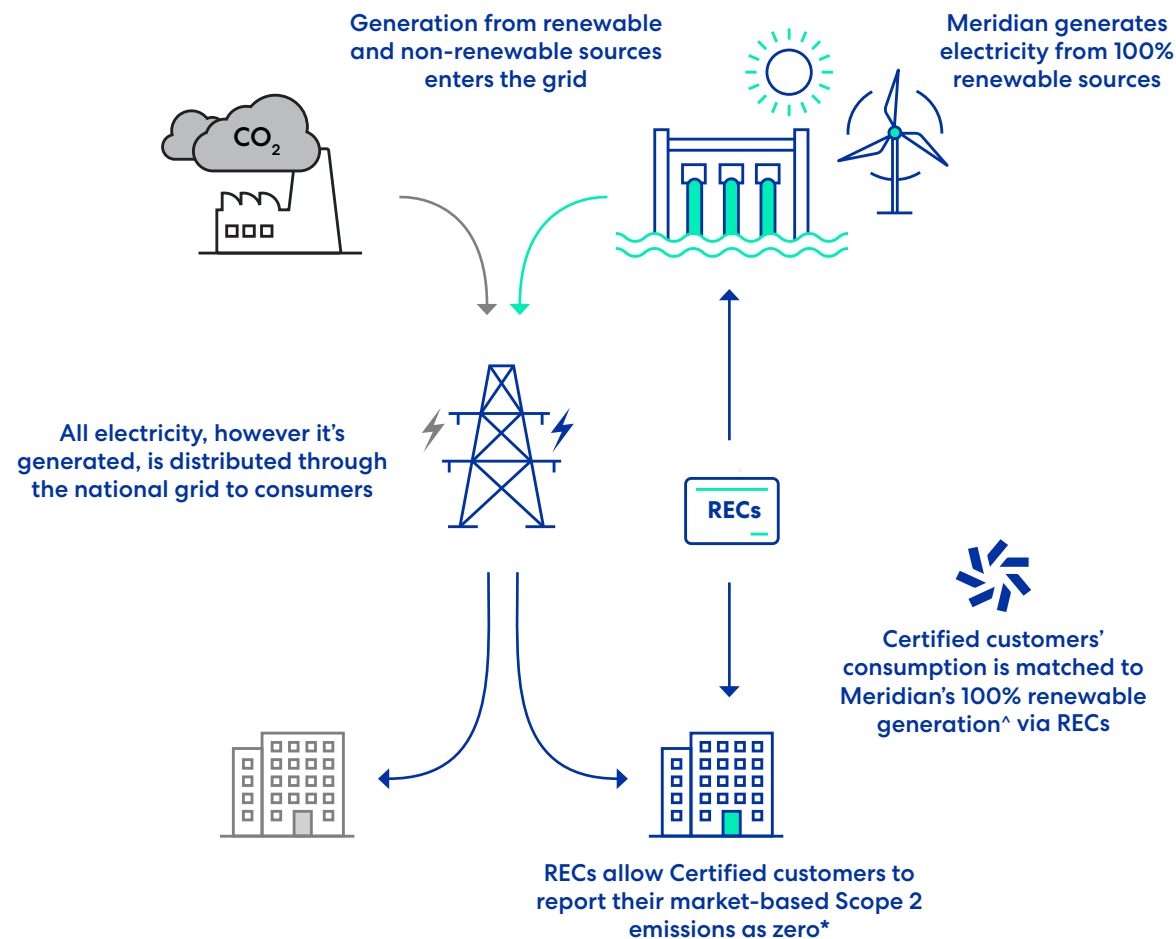 Generation from renewable
and non-renewable sources
enters the grid
Meridian generates
electricity from 100%
renewable sources
CO₂
All electricity, however it's
generated, is distributed through
the national grid to consumers
RECs
Certified customers'
consumption is matched to
Meridian's 100% renewable
generation^ via RECs
RECs allow Certified customers to
report their market-based Scope 2
emissions as zero*